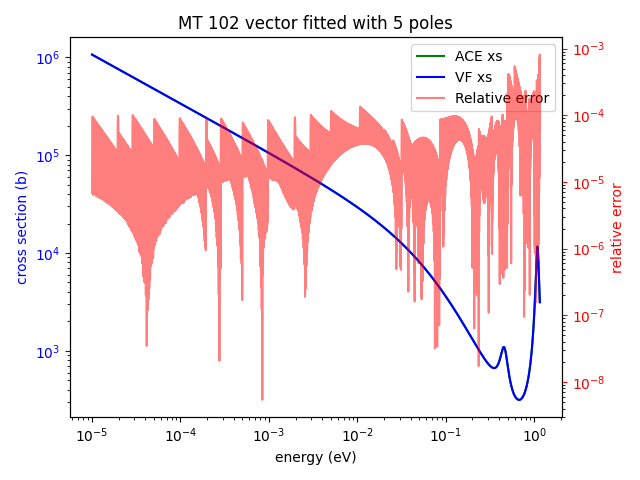 MT 102 vector fitted with 5 poles
ACE xs
VF xs
Relative error
cross section (b)
10^6
10^5
10^4
10^3
relative error
10^-3
10^-4
10^-5
10^-6
10^-7
10^-8
10^-5 10^-4 10^-3 10^-2 10^-1 10^0
energy (eV)